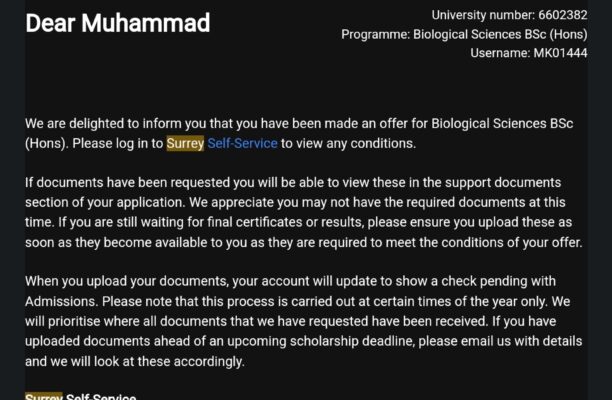 Dear Muhammad
University number: 6602382
Programme: Biological Sciences BSc (Hons)
Username: MK01444
We are delighted to inform you that you have been made an offer for Biological Sciences BSc
(Hons). Please log in to Surrey Self-Service to view any conditions.
If documents have been requested you will be able to view these in the support documents
section of your application. We appreciate you may not have the required documents at this
time. If you are still waiting for final certificates or results, please ensure you upload these as
soon as they become available to you as they are required to meet the conditions of your offer.
When you upload your documents, your account will update to show a check pending with
Admissions. Please note that this process is carried out at certain times of the year only. We
will prioritise where all documents that we have requested have been received. If you have
uploaded documents ahead of an upcoming scholarship deadline, please email us with details
and we will look at these accordingly.
Surrey Self-Service